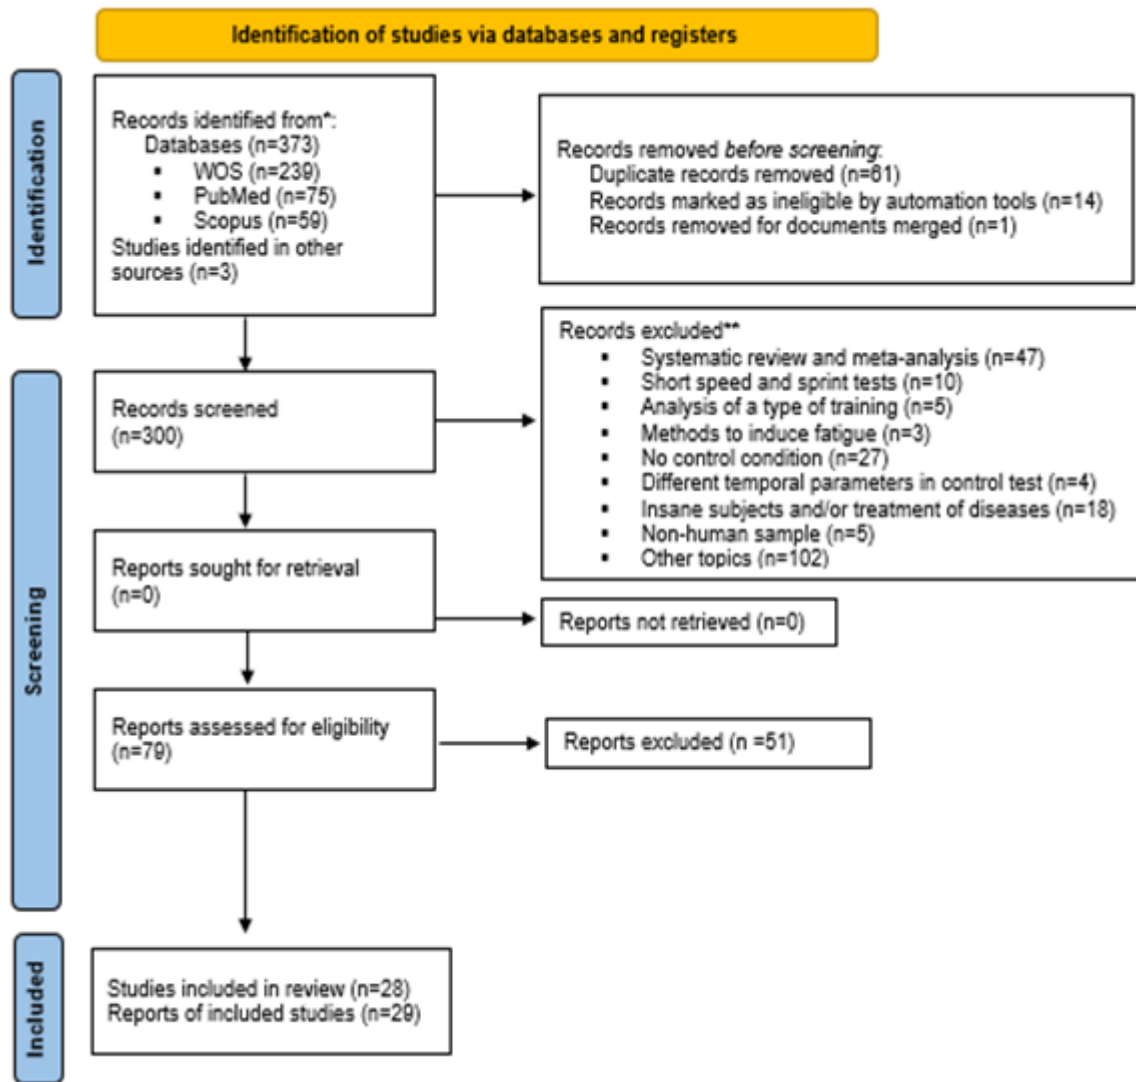 Identification of studies via databases and registers
Identification
Records identified from*:
Databases (n=373)
▪ WOS (n=239)
▪ PubMed (n=75)
▪ Scopus (n=59)
Studies identified in other
sources (n=3)
Records removed before screening:
Duplicate records removed (n=61)
Records marked as ineligible by automation tools (n=14)
Records removed for documents merged (n=1)
Screening
Records screened
(n=300)
Records excluded**
▪ Systematic review and meta-analysis (n=47)
▪ Short speed and sprint tests (n=10)
▪ Analysis of a type of training (n=5)
▪ Methods to induce fatigue (n=3)
▪ No control condition (n=27)
▪ Different temporal parameters in control test (n=4)
▪ Insane subjects and/or treatment of diseases (n=18)
▪ Non-human sample (n=5)
▪ Other topics (n=102)
Reports sought for retrieval
(n=0)
Reports not retrieved (n=0)
Reports assessed for eligibility
(n=79)
Reports excluded (n =51)
Included
Studies included in review (n=28)
Reports of included studies (n=29)